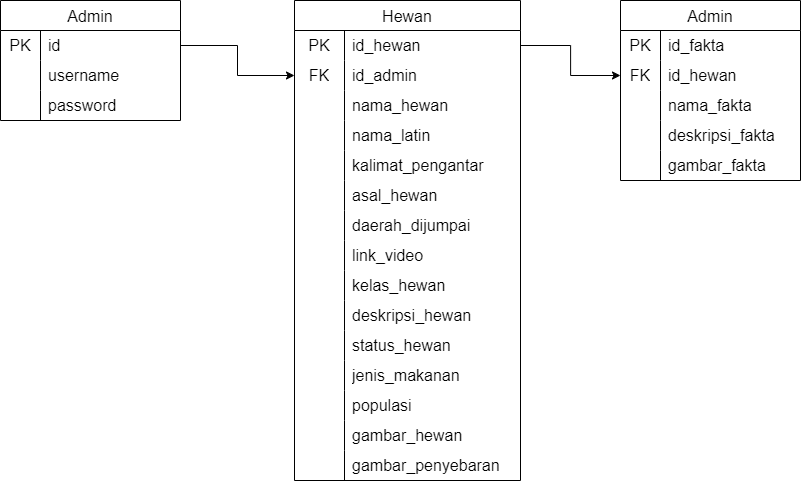 Admin
PK id
username
password
Hewan
PK id_hewan
FK id_admin
nama_hewan
nama_latin
kalimat_pengantar
asal_hewan
daerah_dijumpai
link_video
kelas_hewan
deskripsi_hewan
status_hewan
jenis_makanan
populasi
gambar_hewan
gambar_penyebaran
Admin
PK id_fakta
FK id_hewan
nama_fakta
deskripsi_fakta
gambar_fakta